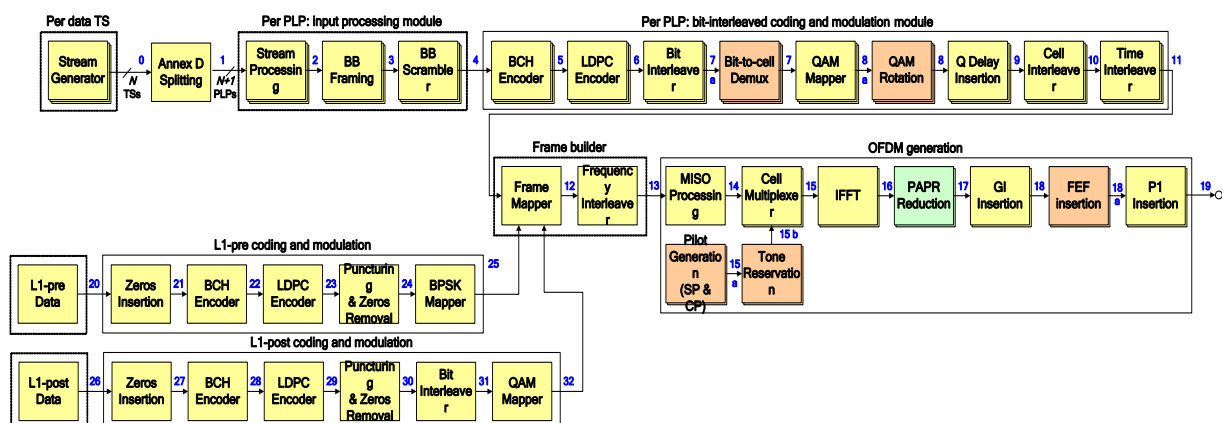 Per data TS
Stream
Generator
0
N
TSs
Annex D
Splitting
1
N+1
PLPs
Per PLP: input processing module
Stream
Processin
g
2
BB
Framing
3
BB
Scramble
r
4
Per PLP: bit-interleaved coding and modulation module
BCH
Encoder
5
LDPC
Encoder
6
Bit
Interleave
r
7
a
Bit-to-cell
Demux
7
QAM
Mapper
8
a
QAM
Rotation
8
Q Delay
Insertion
9
Cell
Interleave
r
10
Time
Interleave
r
11
Frame builder
Frame
Mapper
12
Frequenc
y
Interleave
r
13
OFDM generation
MISO
Processin
g
14
Cell
Multiplexe
r
15
IFFT
16
PAPR
Reduction
17
GI
Insertion
18
FEF
insertion
18
a
P1
Insertion
19
Pilot
Generatio
n
(SP &
CP)
15
a
Tone
Reservatio
n
15 b
L1-pre coding and modulation
L1-pre
Data
20
Zeros
Insertion
21
BCH
Encoder
22
LDPC
Encoder
23
Puncturin
g
& Zeros
Removal
24
BPSK
Mapper
25
L1-post coding and modulation
L1-post
Data
26
Zeros
Insertion
27
BCH
Encoder
28
LDPC
Encoder
29
Puncturin
g
& Zeros
Removal
30
Bit
Interleave
r
31
QAM
Mapper
32